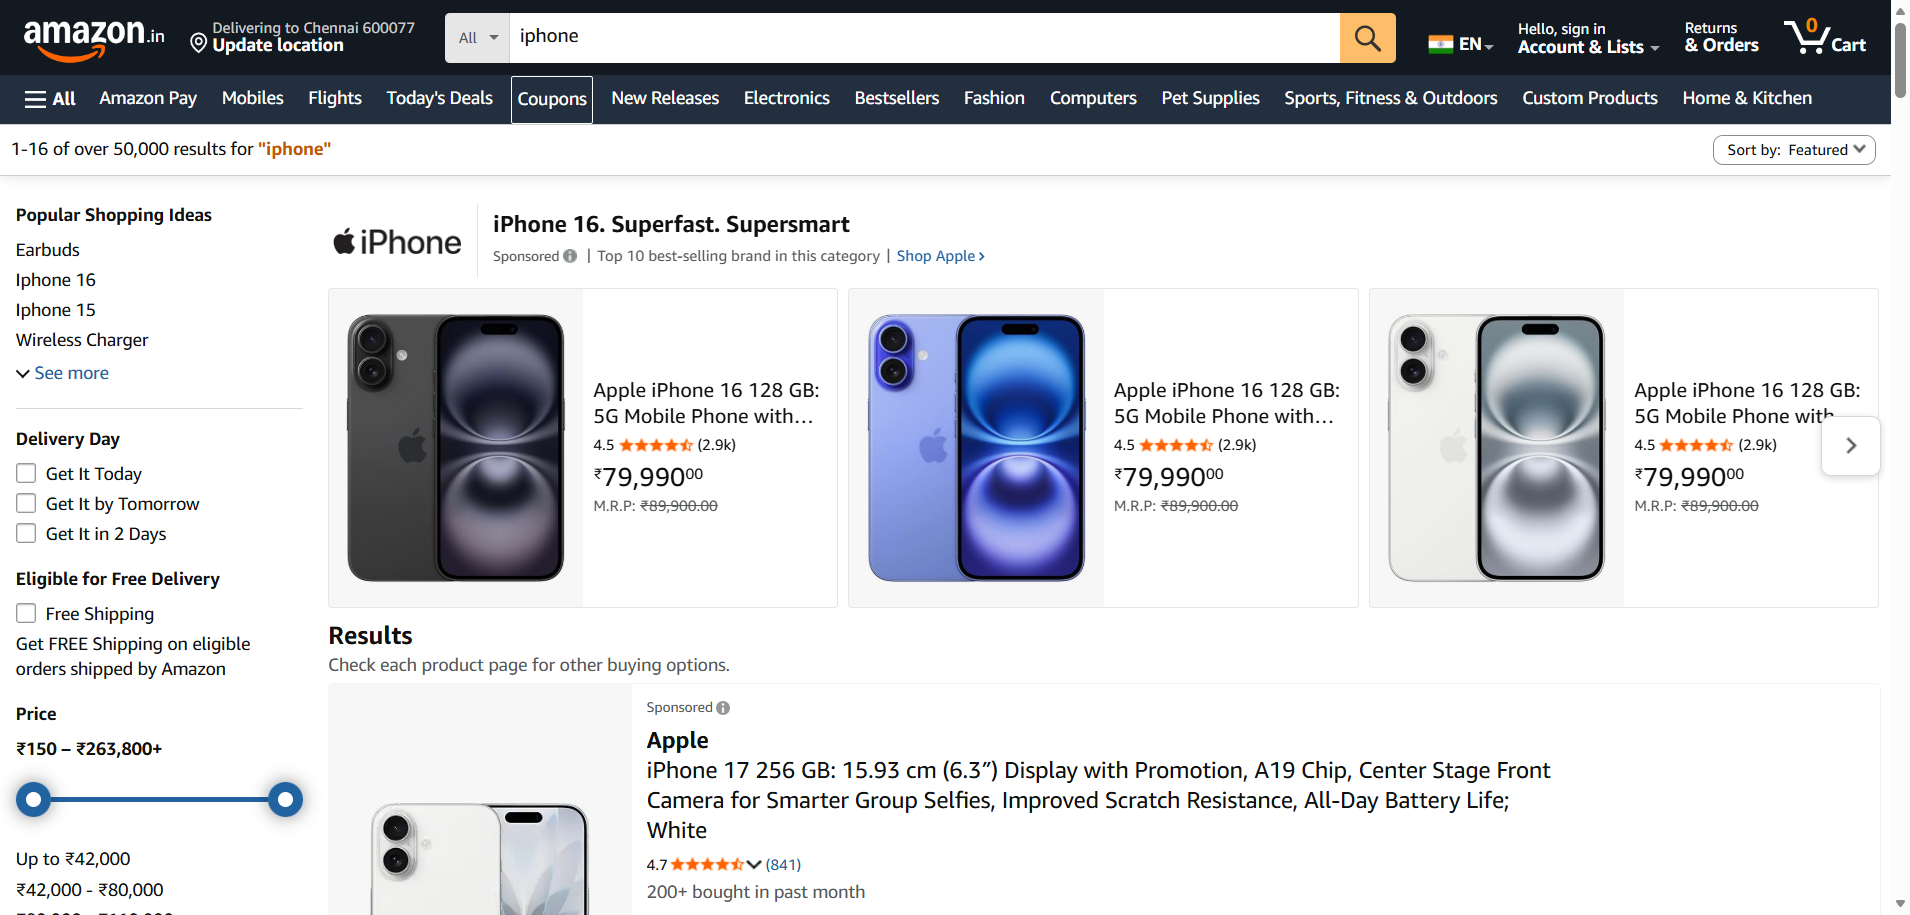 amazon.in
Delivering to Chennai 600077
Update location
All
iphone
EN
Hello, sign in
Account & Lists
Returns
& Orders
0
Cart
All
Amazon Pay
Mobiles
Flights
Today's Deals
Coupons
New Releases
Electronics
Bestsellers
Fashion
Computers
Pet Supplies
Sports, Fitness & Outdoors
Custom Products
Home & Kitchen
1-16 of over 50,000 results for "iphone"
Sort by: Featured
Popular Shopping Ideas
Earbuds
Iphone 16
Iphone 15
Wireless Charger
See more
Delivery Day
Get It Today
Get It by Tomorrow
Get It in 2 Days
Eligible for Free Delivery
Free Shipping
Get FREE Shipping on eligible
orders shipped by Amazon
Price
₹150 – ₹263,800+
Up to ₹42,000
₹42,000 - ₹80,000
iPhone
iPhone 16. Superfast. Supersmart
Sponsored | Top 10 best-selling brand in this category | Shop Apple ›
Apple iPhone 16 128 GB:
5G Mobile Phone with…
4.5 (2.9k)
₹79,99000
M.R.P: ₹89,900.00
Apple iPhone 16 128 GB:
5G Mobile Phone with…
4.5 (2.9k)
₹79,99000
M.R.P: ₹89,900.00
Apple iPhone 16 128 GB:
5G Mobile Phone with
4.5 (2.9k)
₹79,99000
M.R.P: ₹89,900.00
Results
Check each product page for other buying options.
Sponsored
Apple
iPhone 17 256 GB: 15.93 cm (6.3″) Display with Promotion, A19 Chip, Center Stage Front
Camera for Smarter Group Selfies, Improved Scratch Resistance, All-Day Battery Life;
White
4.7 (841)
200+ bought in past month